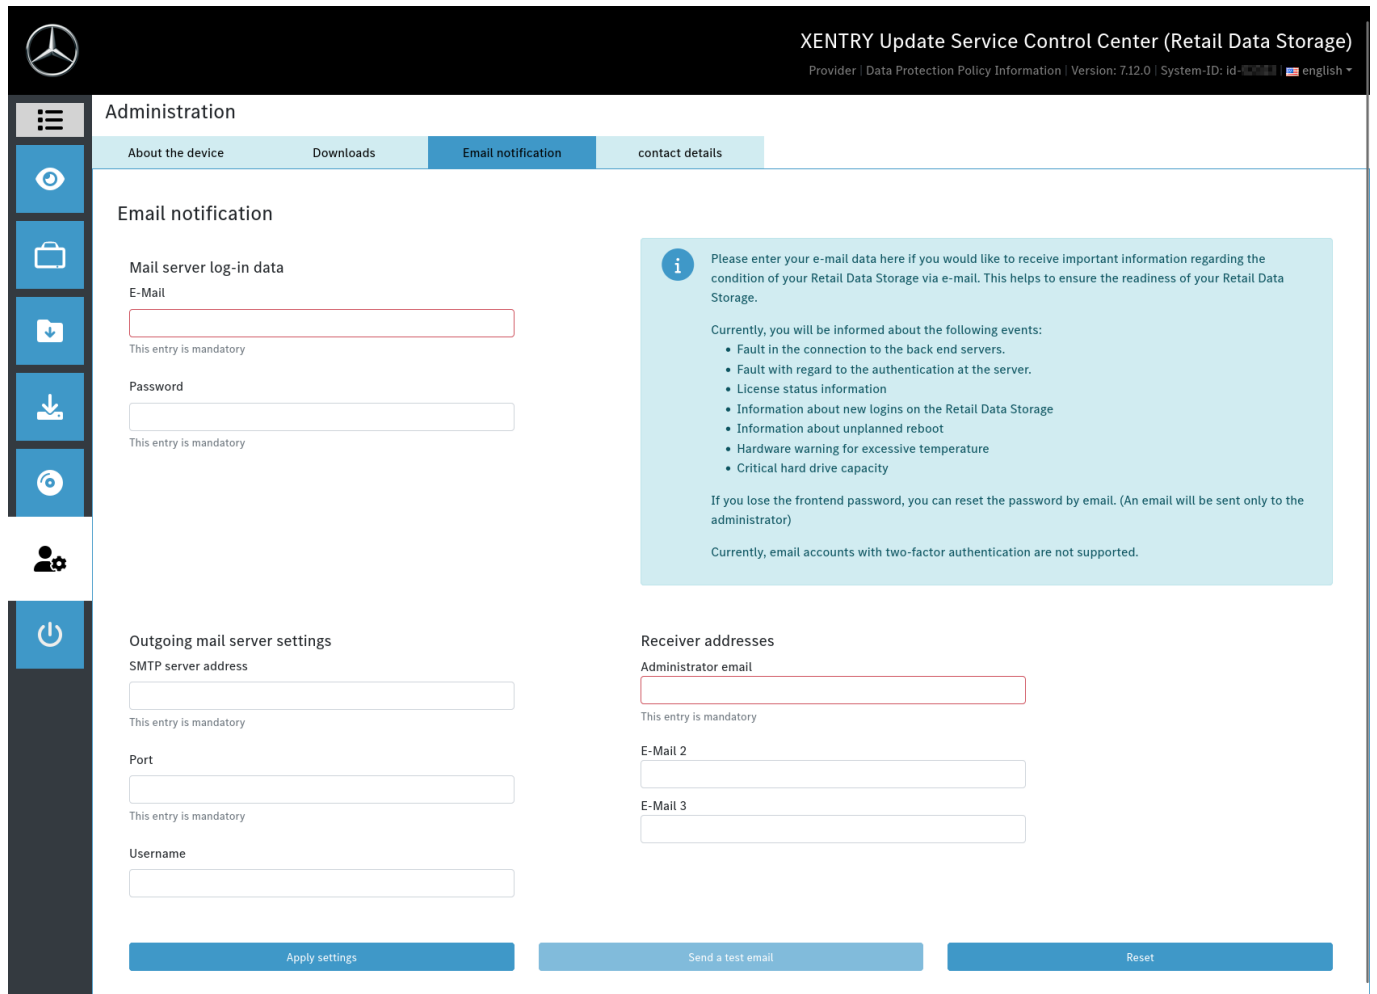 XENTRY Update Service Control Center (Retail Data Storage)
Provider | Data Protection Policy Information | Version: 7.12.0 | System-ID: id- | english
Administration
About the device
Downloads
Email notification
contact details
Email notification
Mail server log-in data
E-Mail
This entry is mandatory
Password
This entry is mandatory
Please enter your e-mail data here if you would like to receive important information regarding the
condition of your Retail Data Storage via e-mail. This helps to ensure the readiness of your Retail Data
Storage.
Currently, you will be informed about the following events:
• Fault in the connection to the back end servers.
• Fault with regard to the authentication at the server.
• License status information
• Information about new logins on the Retail Data Storage
• Information about unplanned reboot
• Hardware warning for excessive temperature
• Critical hard drive capacity
If you lose the frontend password, you can reset the password by email. (An email will be sent only to the
administrator)
Currently, email accounts with two-factor authentication are not supported.
Outgoing mail server settings
SMTP server address
This entry is mandatory
Port
This entry is mandatory
Username
Receiver addresses
Administrator email
This entry is mandatory
E-Mail 2
E-Mail 3
Apply settings
Send a test email
Reset